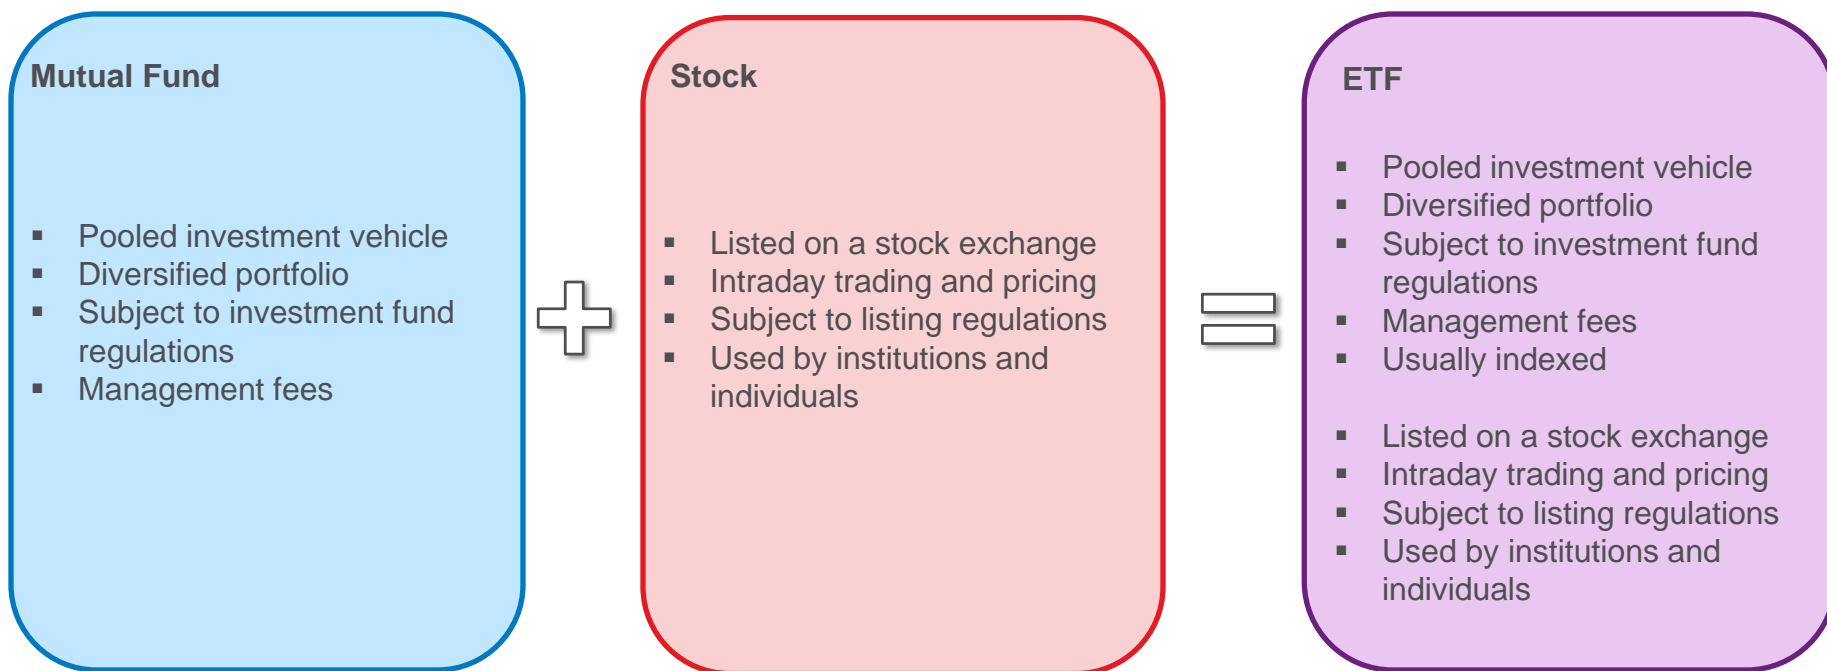 Mutual Fund
▪ Pooled investment vehicle
▪ Diversified portfolio
▪ Subject to investment fund
regulations
▪ Management fees
Stock
▪ Listed on a stock exchange
▪ Intraday trading and pricing
▪ Subject to listing regulations
▪ Used by institutions and
individuals
ETF
▪ Pooled investment vehicle
▪ Diversified portfolio
▪ Subject to investment fund
regulations
▪ Management fees
▪ Usually indexed
▪ Listed on a stock exchange
▪ Intraday trading and pricing
▪ Subject to listing regulations
▪ Used by institutions and
individuals